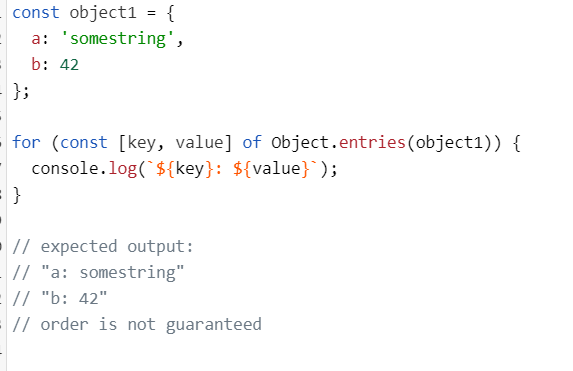 const object1 = {
  a: 'somestring',
  b: 42
};
for (const [key, value] of Object.entries(object1)) {
  console.log(`${key}: ${value}`);
}
// expected output:
// "a: somestring"
// "b: 42"
// order is not guaranteed